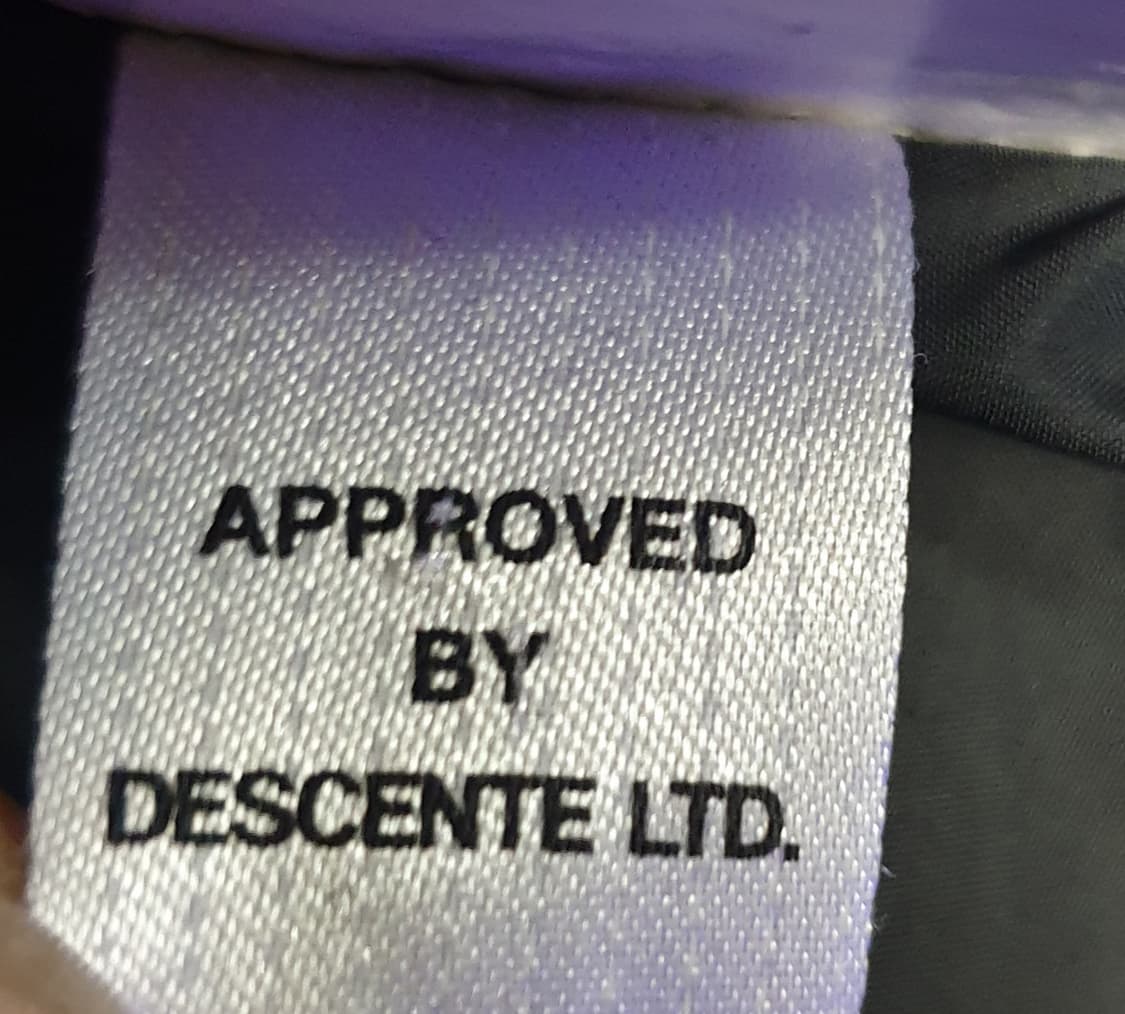 APPROVED
BY
DESCENTE LTD.